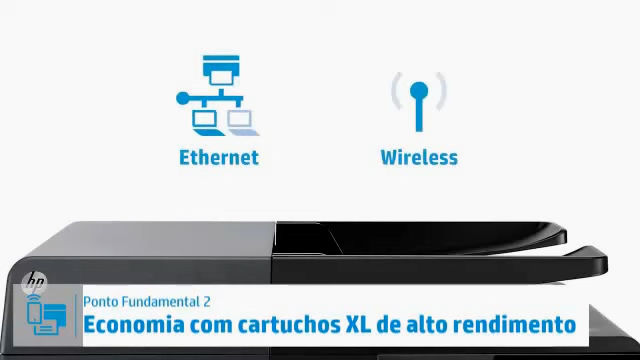 Ethernet
Wireless
hp
Ponto Fundamental 2
Economia com cartuchos XL de alto rendimento